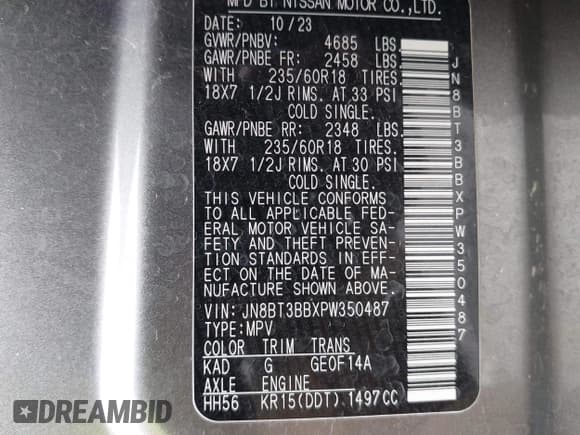 MFD BY NISSAN MOTOR CO.,LTD.
DATE: 10/23
GVWR/PNBV: 4685 LBS.
GAWR/PNBE FR: 2458 LBS.
WITH 235/60R18 TIRES.
18X7 1/2J RIMS. AT 33 PSI
COLD SINGLE.
GAWR/PNBE RR: 2348 LBS.
WITH 235/60R18 TIRES.
18X7 1/2J RIMS. AT 30 PSI
COLD SINGLE.
THIS VEHICLE CONFORMS
TO ALL APPLICABLE FED-
ERAL MOTOR VEHICLE SA-
FETY AND THEFT PREVEN-
TION STANDARDS IN EFF-
ECT ON THE DATE OF MA-
NUFACTURE SHOWN ABOVE.
VIN: JN8BT3BBXPW350487
TYPE:MPV
COLOR TRIM TRANS
KAD G GEOF14A
AXLE ENGINE
HH56 KR15(DDT) 1497CC
JN8BT3BBXPW350487
DREAMBID